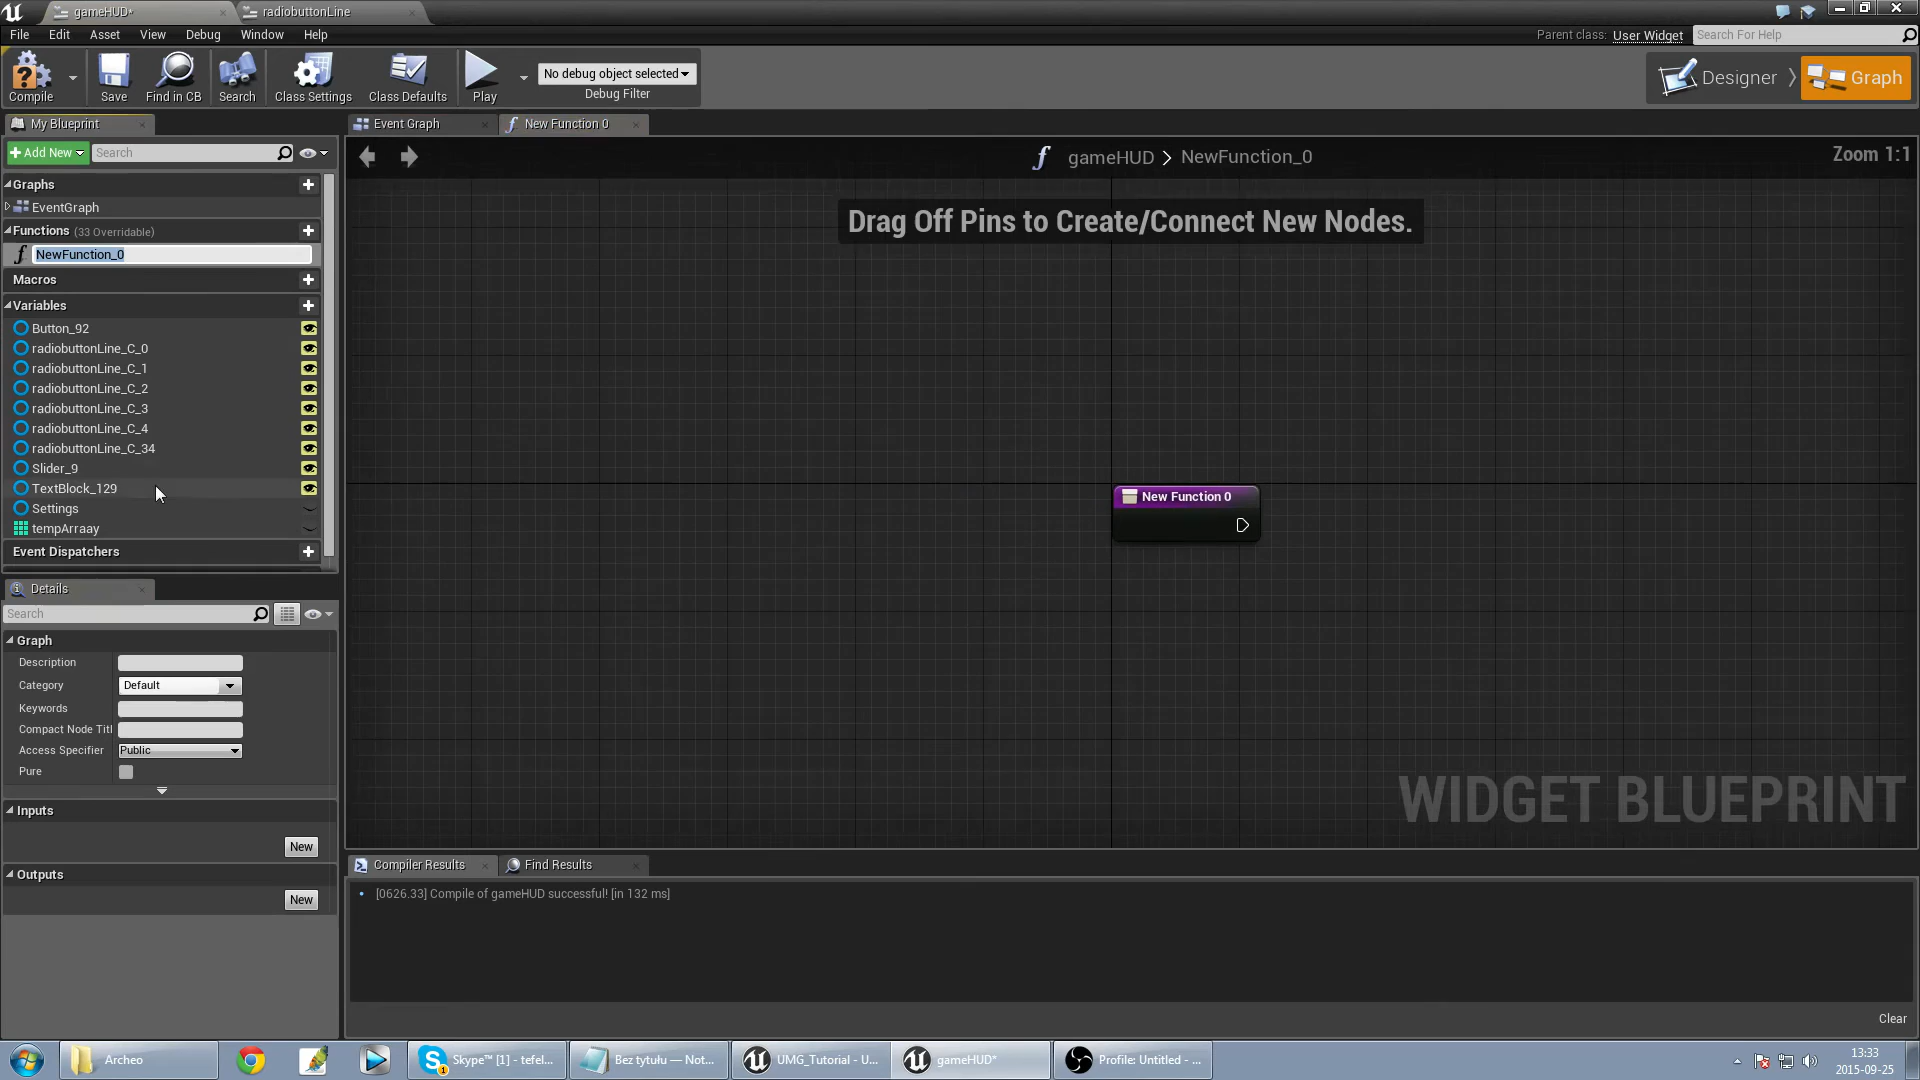 gameHUD*
radiobuttonLine
File Edit Asset View Debug Window Help
Parent class: User Widget
Search For Help
Compile
Save
Find in CB
Search
Class Settings
Class Defaults
Play
No debug object selected
Debug Filter
Designer
Graph
My Blueprint
Event Graph
New Function 0
Add New
Search
gameHUD > NewFunction_0
Zoom 1:1
Drag Off Pins to Create/Connect New Nodes.
Graphs
EventGraph
Functions (33 Overridable)
NewFunction_0
Macros
Variables
Button_92
radiobuttonLine_C_0
radiobuttonLine_C_1
radiobuttonLine_C_2
radiobuttonLine_C_3
radiobuttonLine_C_4
radiobuttonLine_C_34
Slider_9
TextBlock_129
Settings
tempArraay
Event Dispatchers
New Function 0
WIDGET BLUEPRINT
Details
Search
Graph
Description
Category Default
Keywords
Compact Node Titl
Access Specifier Public
Pure
Inputs
New
Outputs
New
Compiler Results
Find Results
[0626.33] Compile of gameHUD successful! [in 132 ms]
Clear
Archeo
Skype™ [1] - tefel...
Bez tytułu — Not...
UMG_Tutorial - U...
gameHUD*
Profile: Untitled - ...
13:33
2015-09-25